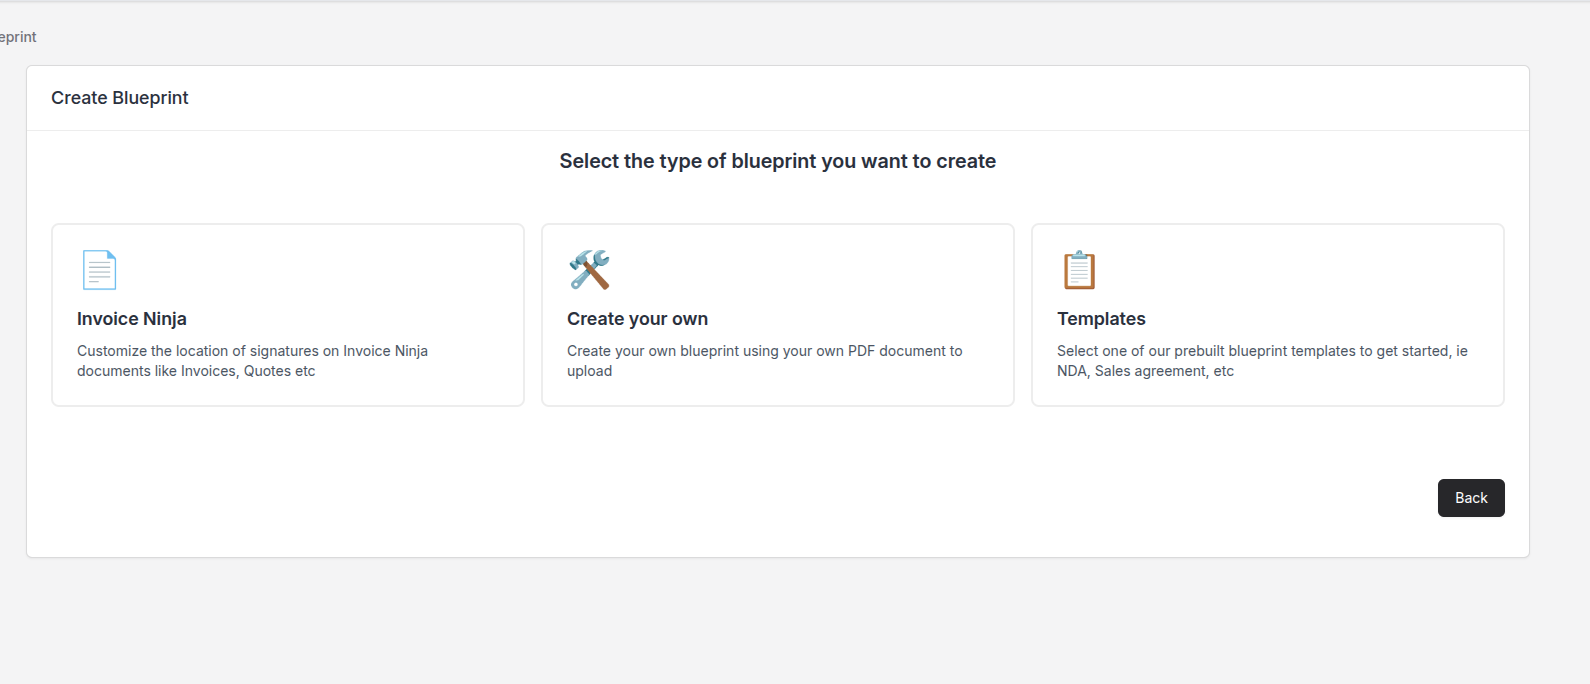 eprint
Create Blueprint
Select the type of blueprint you want to create
Invoice Ninja
Customize the location of signatures on Invoice Ninja
documents like Invoices, Quotes etc
Create your own
Create your own blueprint using your own PDF document to
upload
Templates
Select one of our prebuilt blueprint templates to get started, ie
NDA, Sales agreement, etc
Back